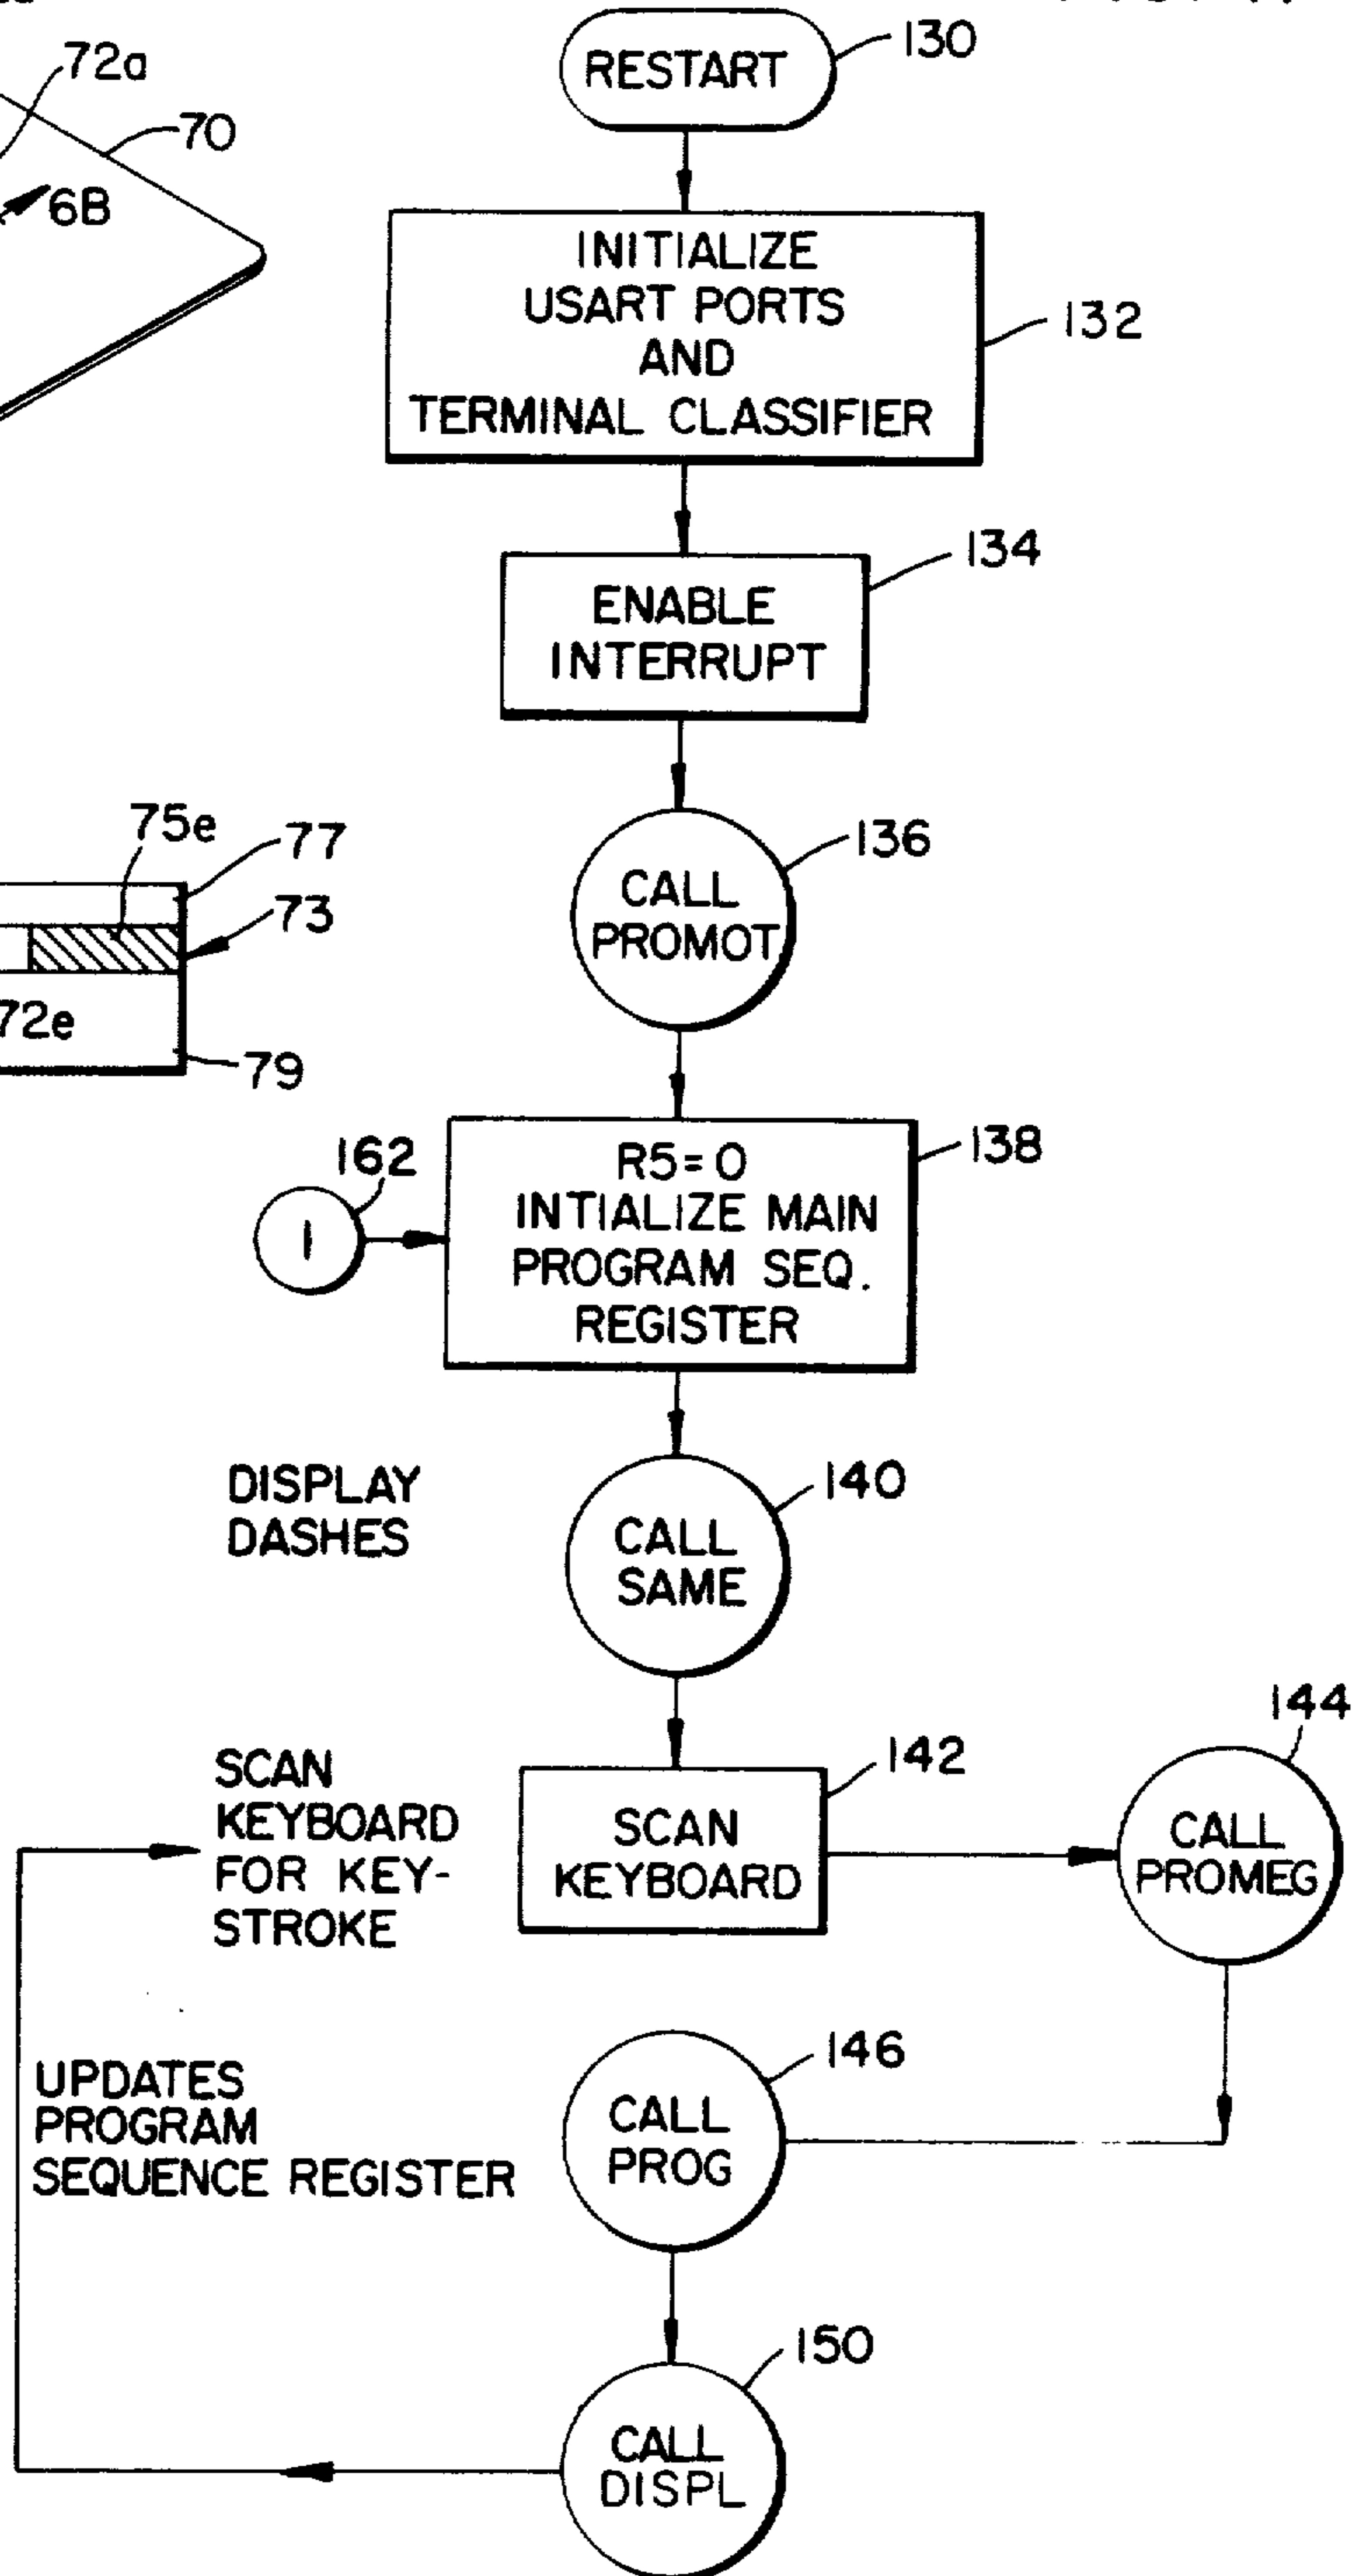 72a
70
6B
75e
77
73
72e
79
RESTART
130
INITIALIZE
USART PORTS
AND
TERMINAL CLASSIFIER
132
ENABLE
INTERRUPT
134
CALL
PROMOT
136
162
I
R5=0
INTIALIZE MAIN
PROGRAM SEQ.
REGISTER
138
DISPLAY
DASHES
CALL
SAME
140
SCAN
KEYBOARD
FOR KEY-
STROKE
SCAN
KEYBOARD
142
CALL
PROMEG
144
UPDATES
PROGRAM
SEQUENCE REGISTER
CALL
PROG
146
CALL
DISPL
150